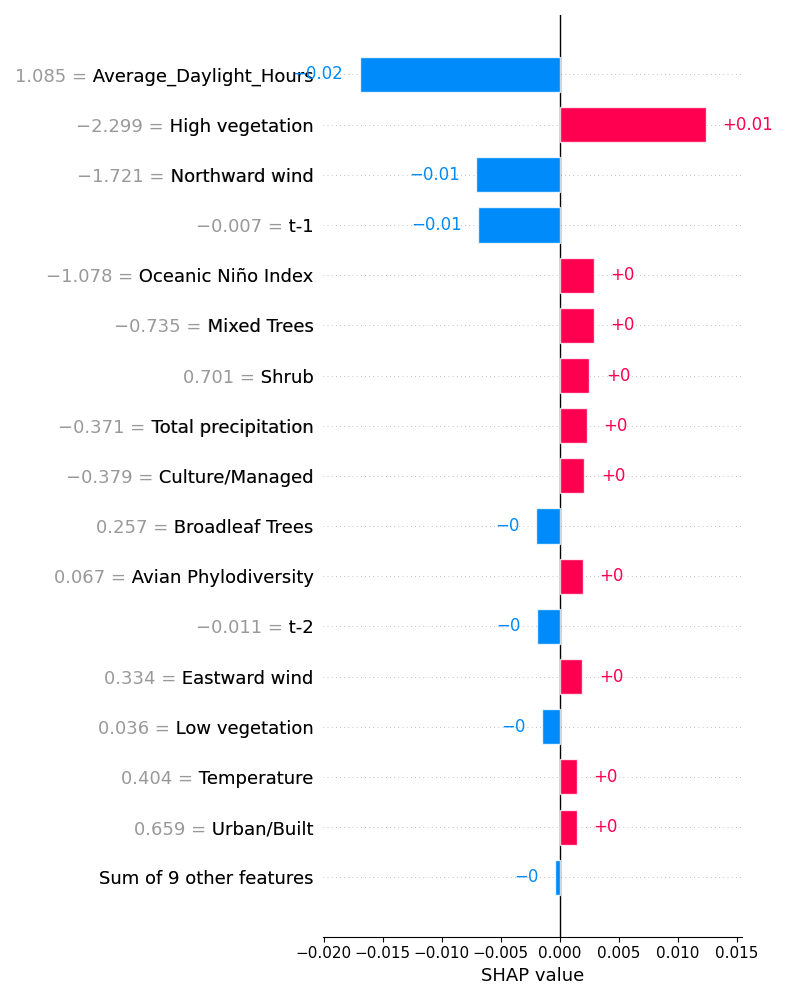 1.085 = Average_Daylight_Hours −0.02
−2.299 = High vegetation +0.01
−1.721 = Northward wind −0.01
−0.007 = t-1 −0.01
−1.078 = Oceanic Niño Index +0
−0.735 = Mixed Trees +0
0.701 = Shrub +0
−0.371 = Total precipitation +0
−0.379 = Culture/Managed +0
0.257 = Broadleaf Trees −0
0.067 = Avian Phylodiversity +0
−0.011 = t-2 −0
0.334 = Eastward wind +0
0.036 = Low vegetation −0
0.404 = Temperature +0
0.659 = Urban/Built +0
Sum of 9 other features −0
−0.020 −0.015 −0.010 −0.005 0.000 0.005 0.010 0.015
SHAP value